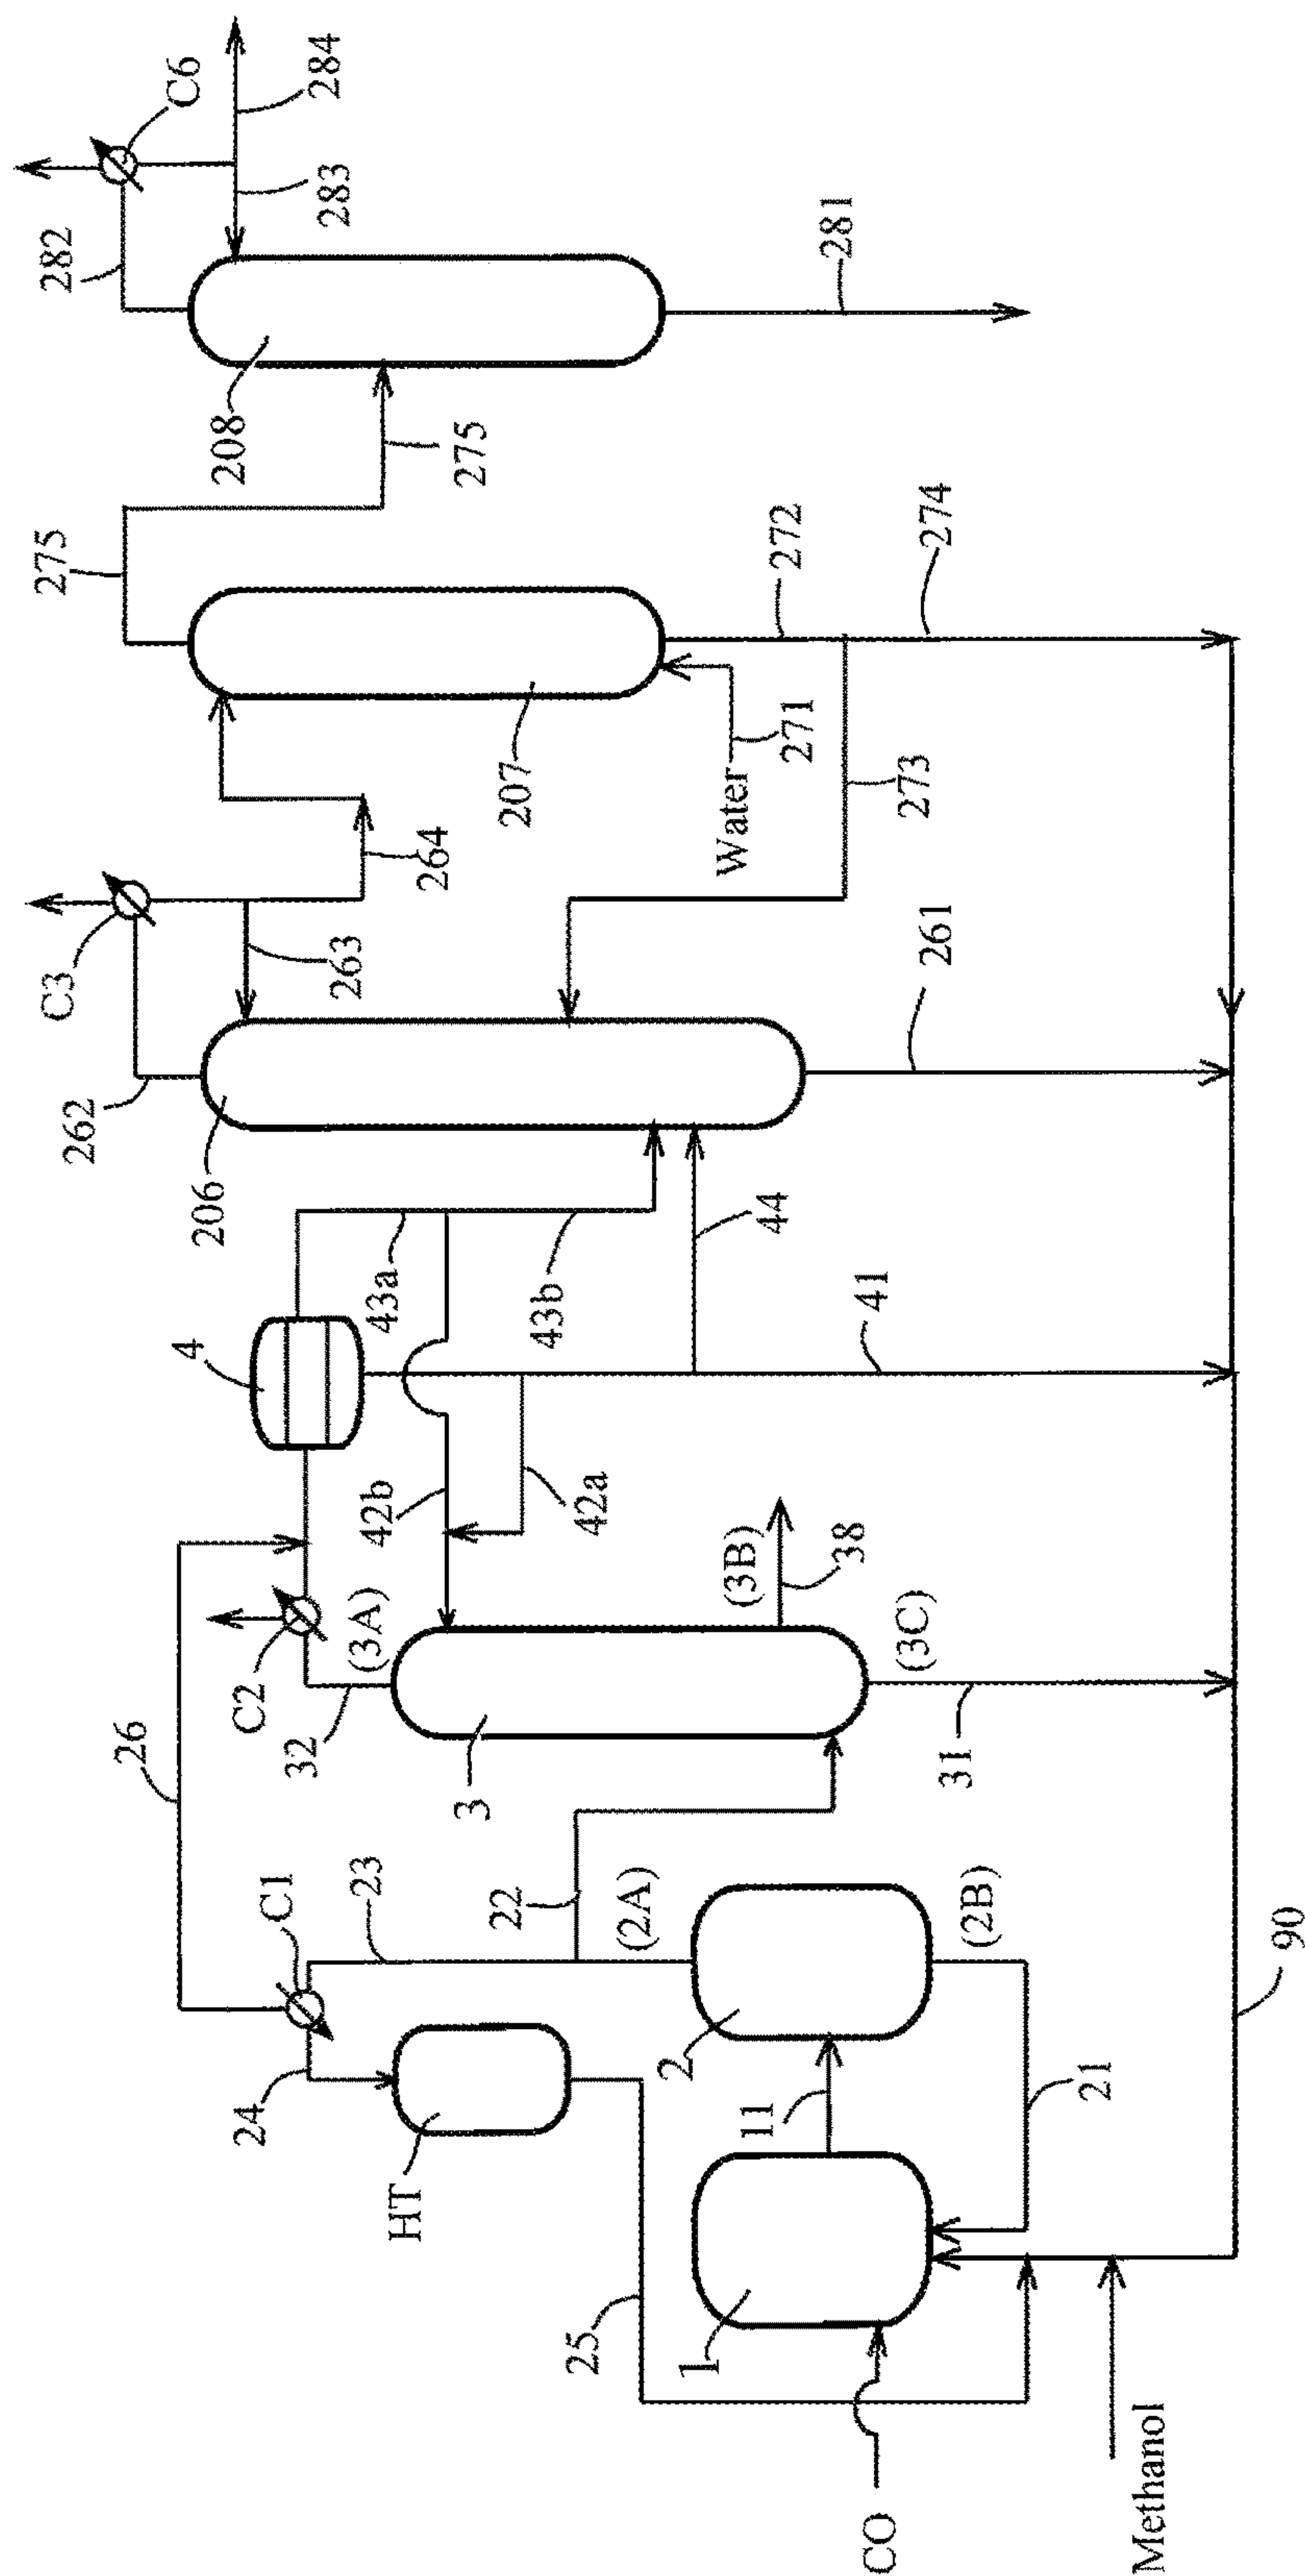 26
C1
24
23
HT
25
22
(2A)
2
(2B)
11
21
1
CO
Methanol
90
C2
32
(3A)
3
(3B)
38
(3C)
31
4
42b
42a
43a
43b
44
41
C3
262
206
263
264
261
207
Water
271
273
272
274
275
275
208
282
C6
283
284
281